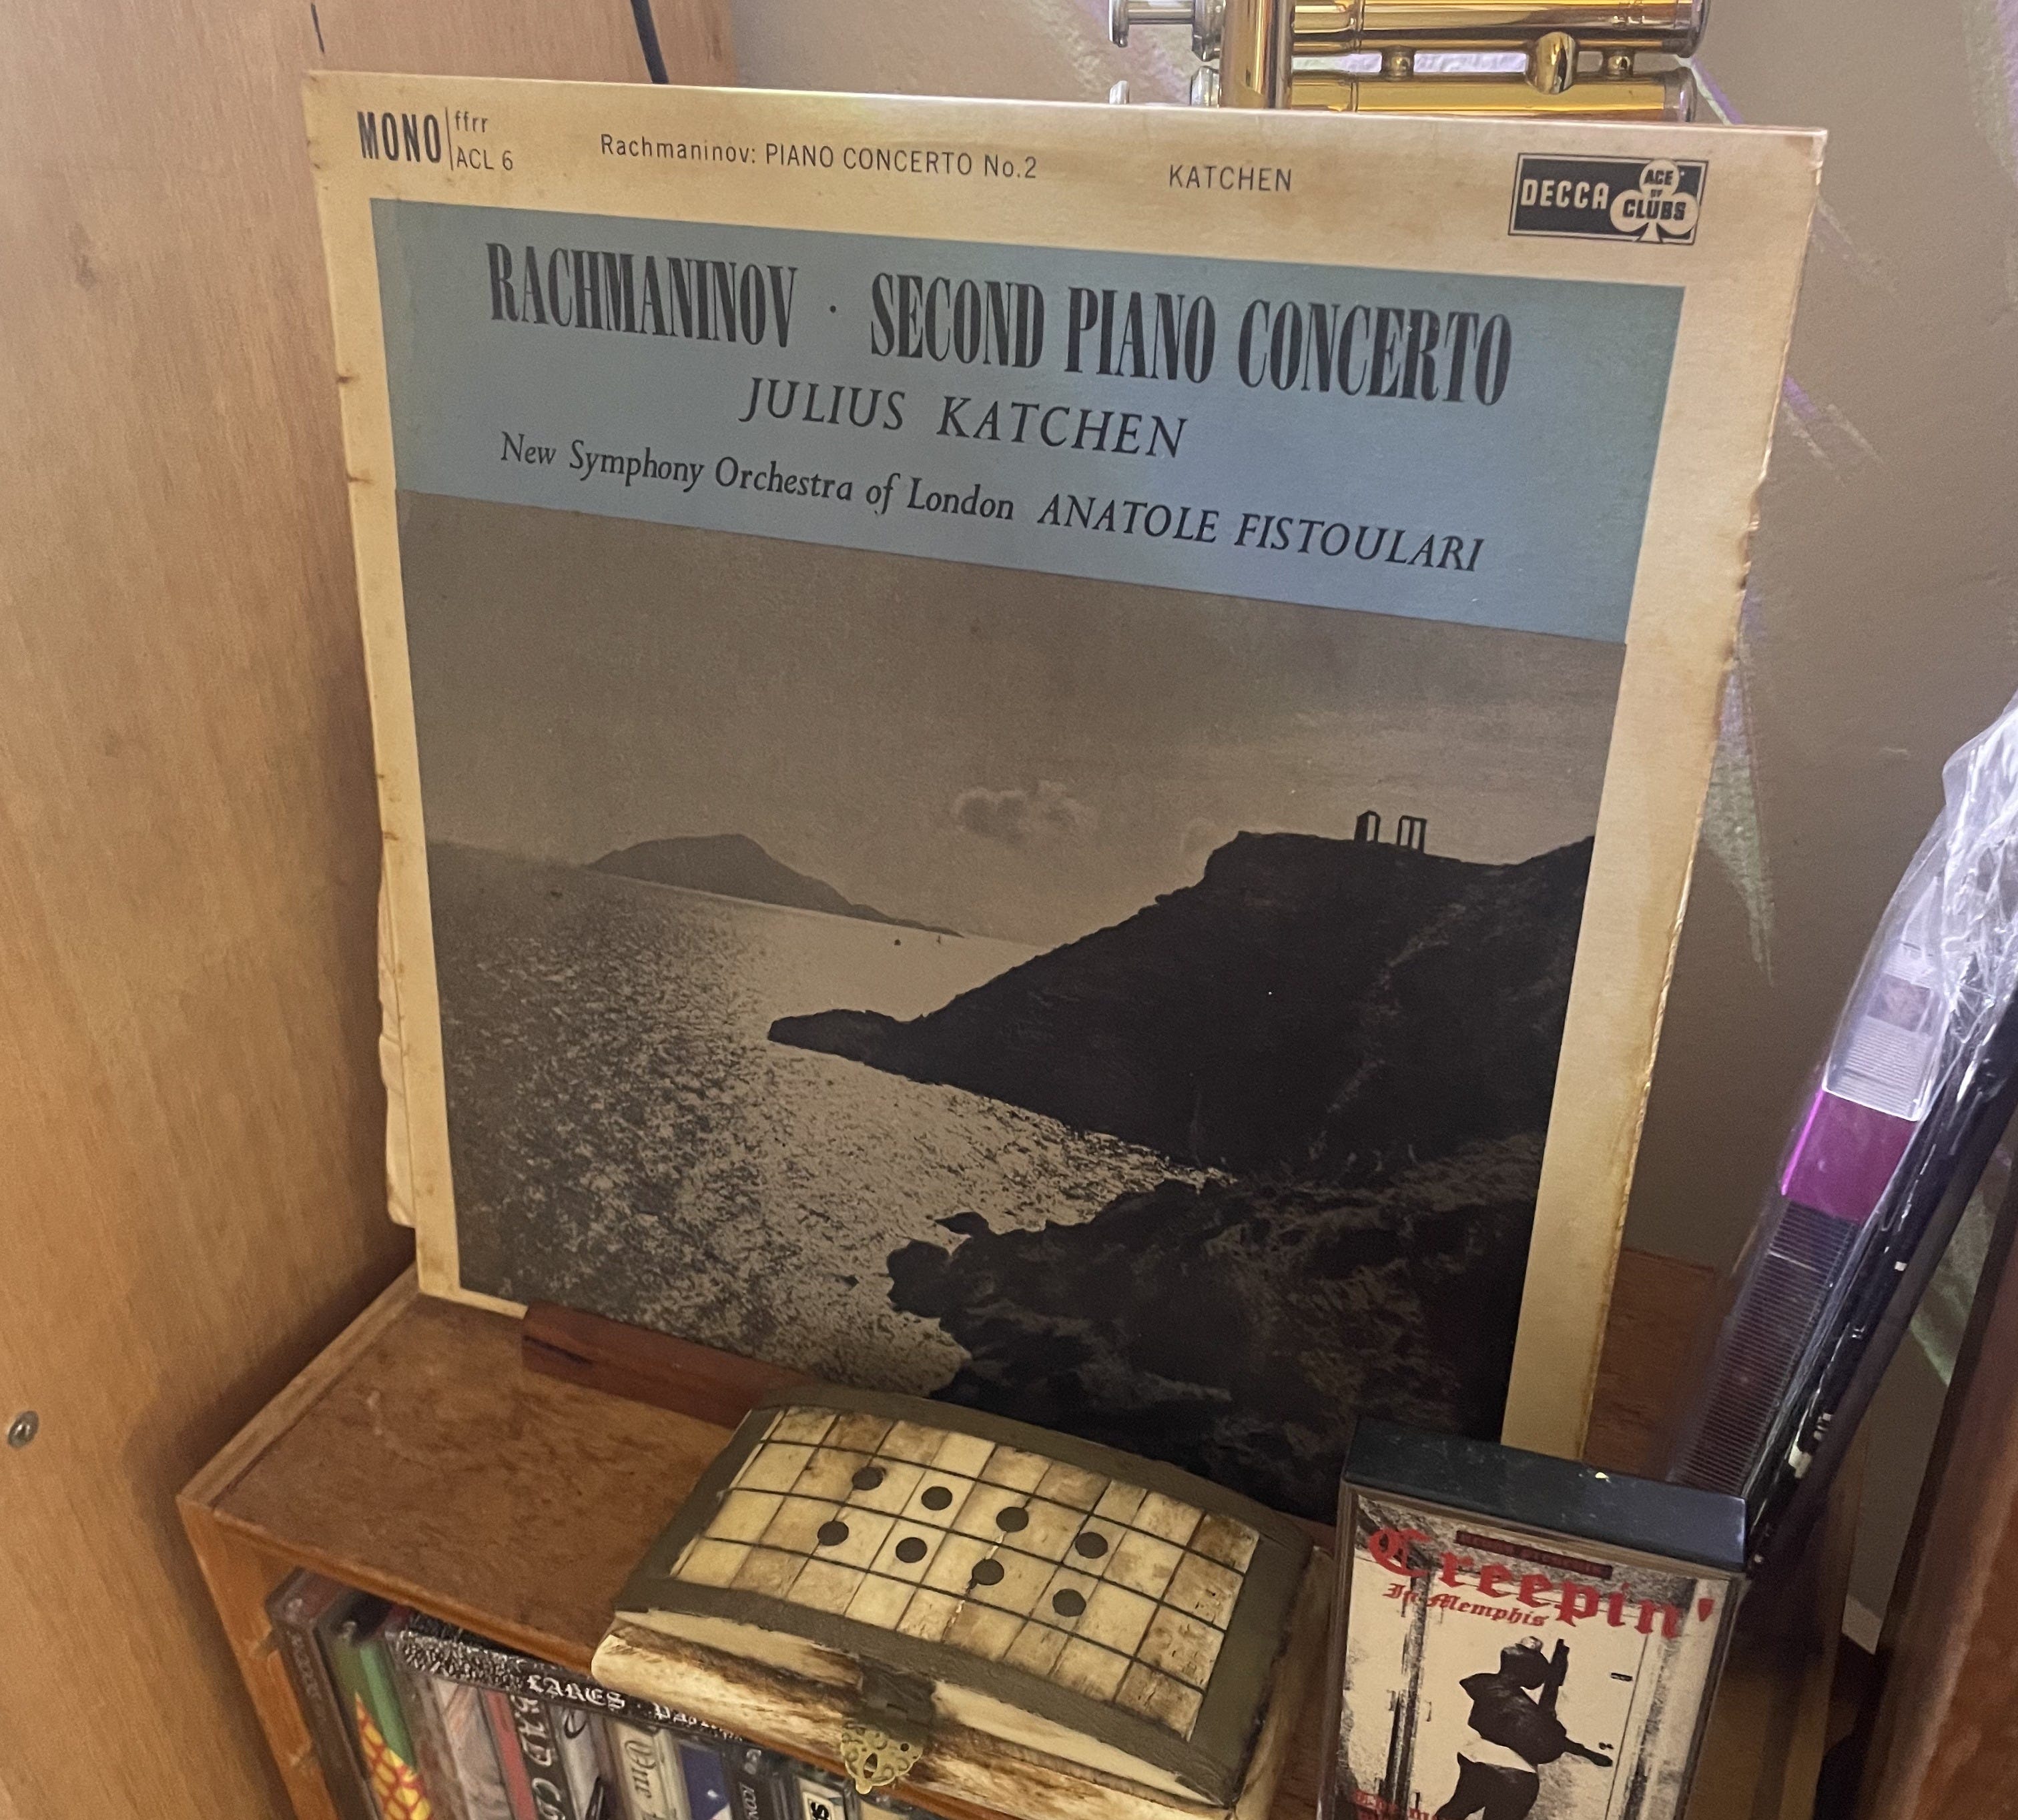 MONO
ffrr
ACL 6
Rachmaninov: PIANO CONCERTO No.2
KATCHEN
DECCA
ACE
OF
CLUBS
RACHMANINOV · SECOND PIANO CONCERTO
JULIUS KATCHEN
New Symphony Orchestra of London ANATOLE FISTOULARI
Creepin'
In Memphis
LARES